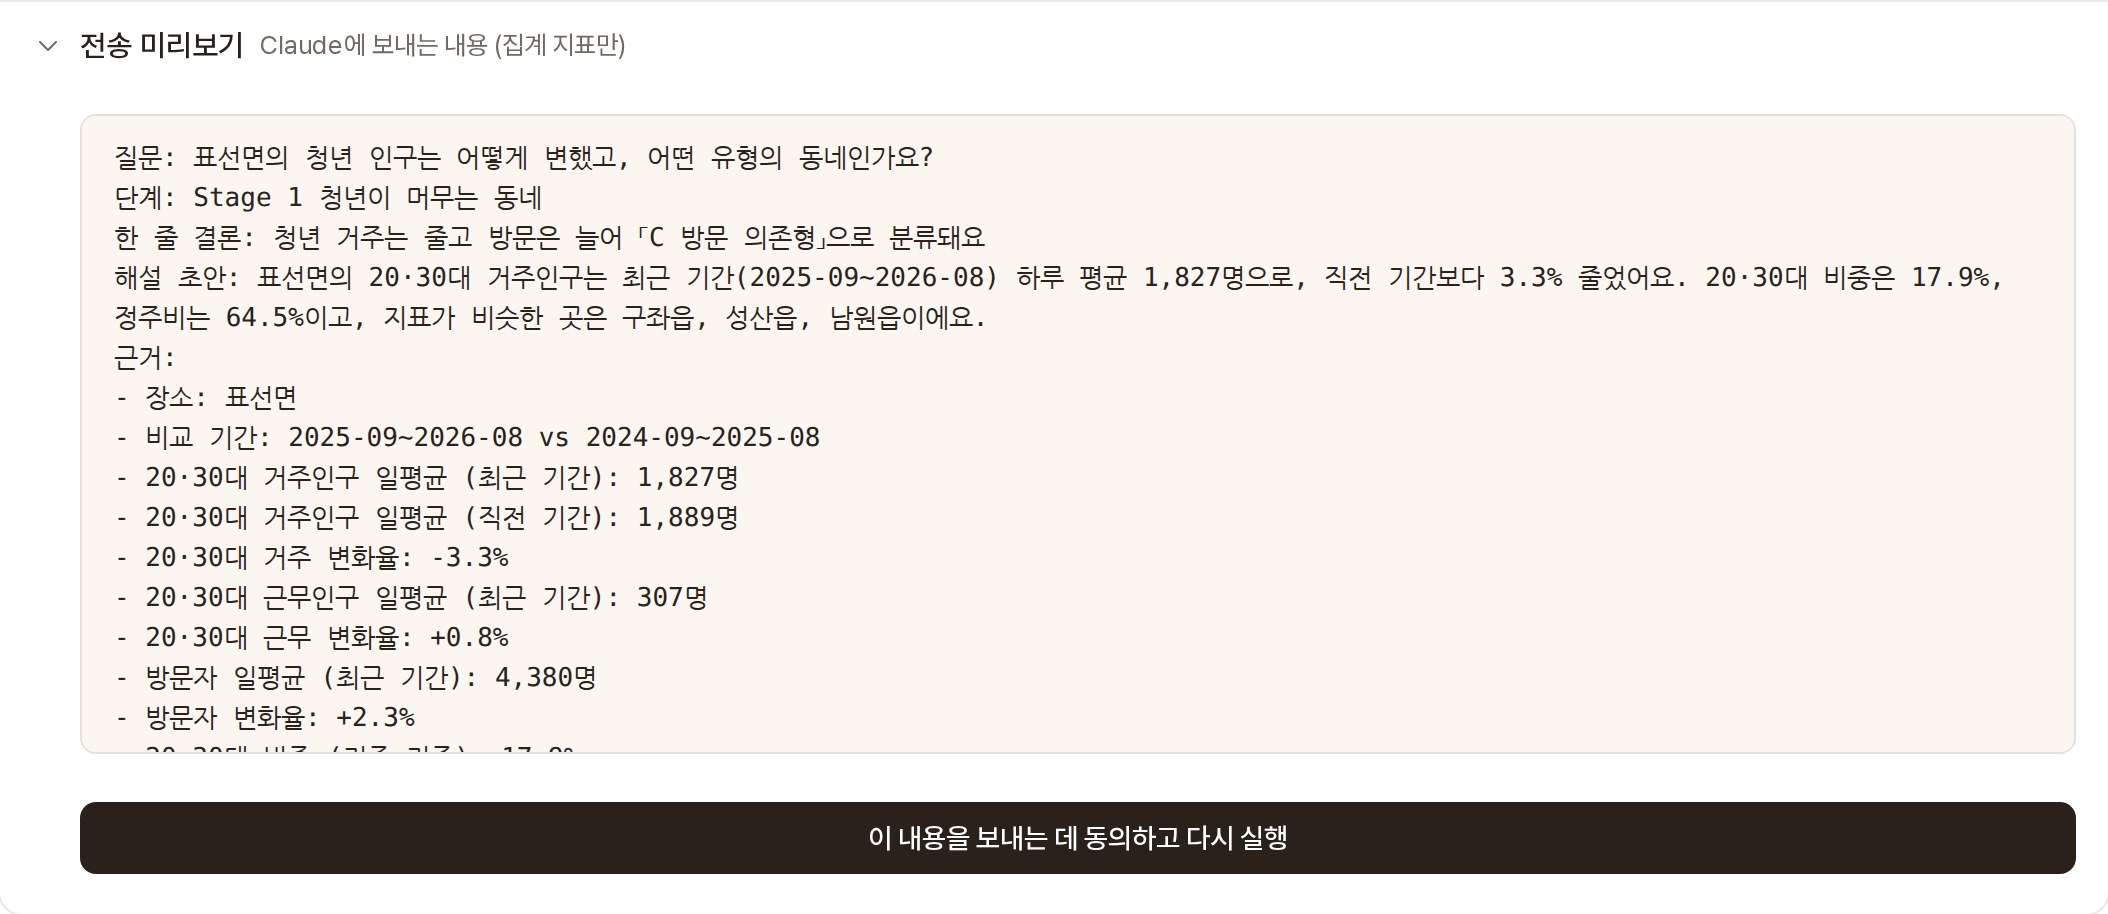 전송 미리보기 Claude에 보내는 내용 (집계 지표만)
질문: 표선면의 청년 인구는 어떻게 변했고, 어떤 유형의 동네인가요?
단계: Stage 1 청년이 머무는 동네
한 줄 결론: 청년 거주는 줄고 방문은 늘어 「C 방문 의존형」으로 분류돼요
해설 초안: 표선면의 20·30대 거주인구는 최근 기간(2025-09~2026-08) 하루 평균 1,827명으로, 직전 기간보다 3.3% 줄었어요. 20·30대 비중은 17.9%,
정주비는 64.5%이고, 지표가 비슷한 곳은 구좌읍, 성산읍, 남원읍이에요.
근거:
- 장소: 표선면
- 비교 기간: 2025-09~2026-08 vs 2024-09~2025-08
- 20·30대 거주인구 일평균 (최근 기간): 1,827명
- 20·30대 거주인구 일평균 (직전 기간): 1,889명
- 20·30대 거주 변화율: -3.3%
- 20·30대 근무인구 일평균 (최근 기간): 307명
- 20·30대 근무 변화율: +0.8%
- 방문자 일평균 (최근 기간): 4,380명
- 방문자 변화율: +2.3%
이 내용을 보내는 데 동의하고 다시 실행